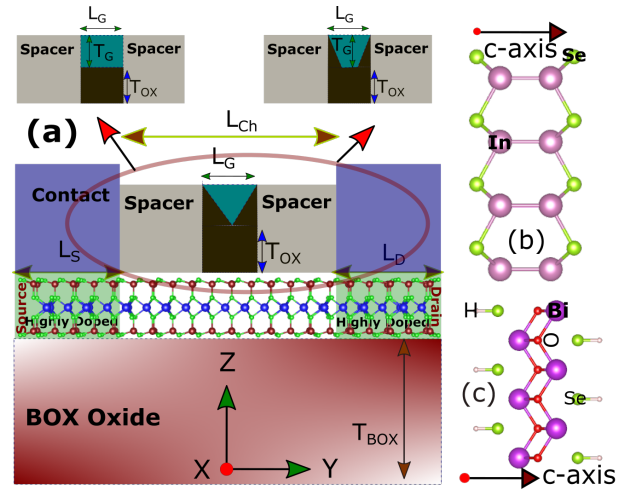 L_G
L_G
Spacer
T_G
Spacer
T_OX
Spacer
T_G
Spacer
T_OX
(a)
L_Ch
L_G
Contact
Spacer
Spacer
T_OX
L_S
L_D
Source
Highly Doped
Highly Doped
Drain
BOX Oxide
Z
X
Y
T_BOX
c-axis
Se
In
(b)
H
Bi
O
Se
(c)
c-axis